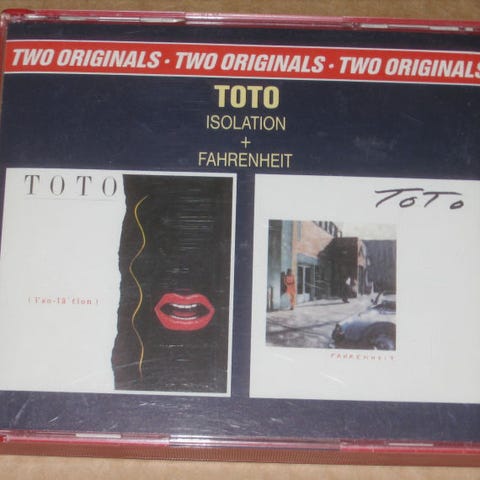 TWO ORIGINALS · TWO ORIGINALS · TWO ORIGINALS
TOTO
ISOLATION
+
FAHRENHEIT
TOTO
TOTO
(i'so-lā'tion)
FAHRENHEIT